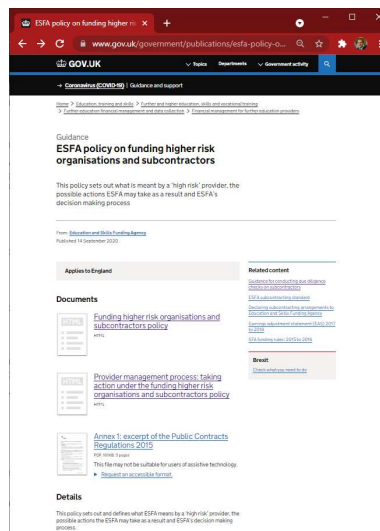 ESFA policy on funding higher ris
www.gov.uk/government/publications/esfa-policy-o...
GOV.UK
Topics Departments Government activity
→ Coronavirus (COVID-19) | Guidance and support
Home > Education, training and skills > Further and higher education, skills and vocational training
> Further education financial management and data collection > Financial management for further education providers
Guidance
ESFA policy on funding higher risk
organisations and subcontractors
This policy sets out what is meant by a 'high risk' provider, the
possible actions ESFA may take as a result and ESFA's
decision making process
From: Education and Skills Funding Agency
Published 14 September 2020
Applies to England
Documents
HTML
Funding higher risk organisations and
subcontractors policy
HTML
HTML
Provider management process: taking
action under the funding higher risk
organisations and subcontractors policy
HTML
Annex 1: excerpt of the Public Contracts
Regulations 2015
This file may not be suitable for users of assistive technology.
Request an accessible format.
Details
This policy sets out and defines what ESFA means by a 'high risk' provider, the
possible actions the ESFA may take as a result and ESFA's decision making
process.
Related content
Guidance for conducting due diligence
checks on subcontractors
ESFA subcontracting standard
Declaring subcontracting arrangements to
Education and Skills Funding Agency
Earnings adjustment statement (EAS) 2017
to 2018
SFA funding rules: 2015 to 2016
Brexit
Check what you need to do